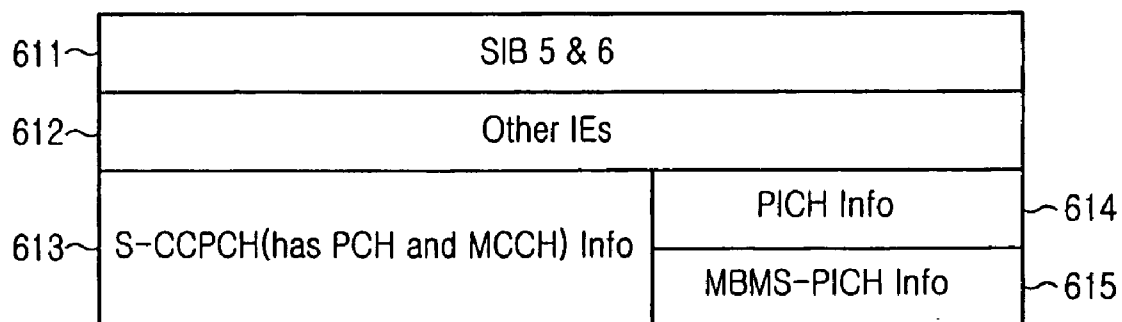 611 SIB 5 & 6
612 Other IEs
PICH Info 614
613 S-CCPCH(has PCH and MCCH) Info
MBMS-PICH Info 615